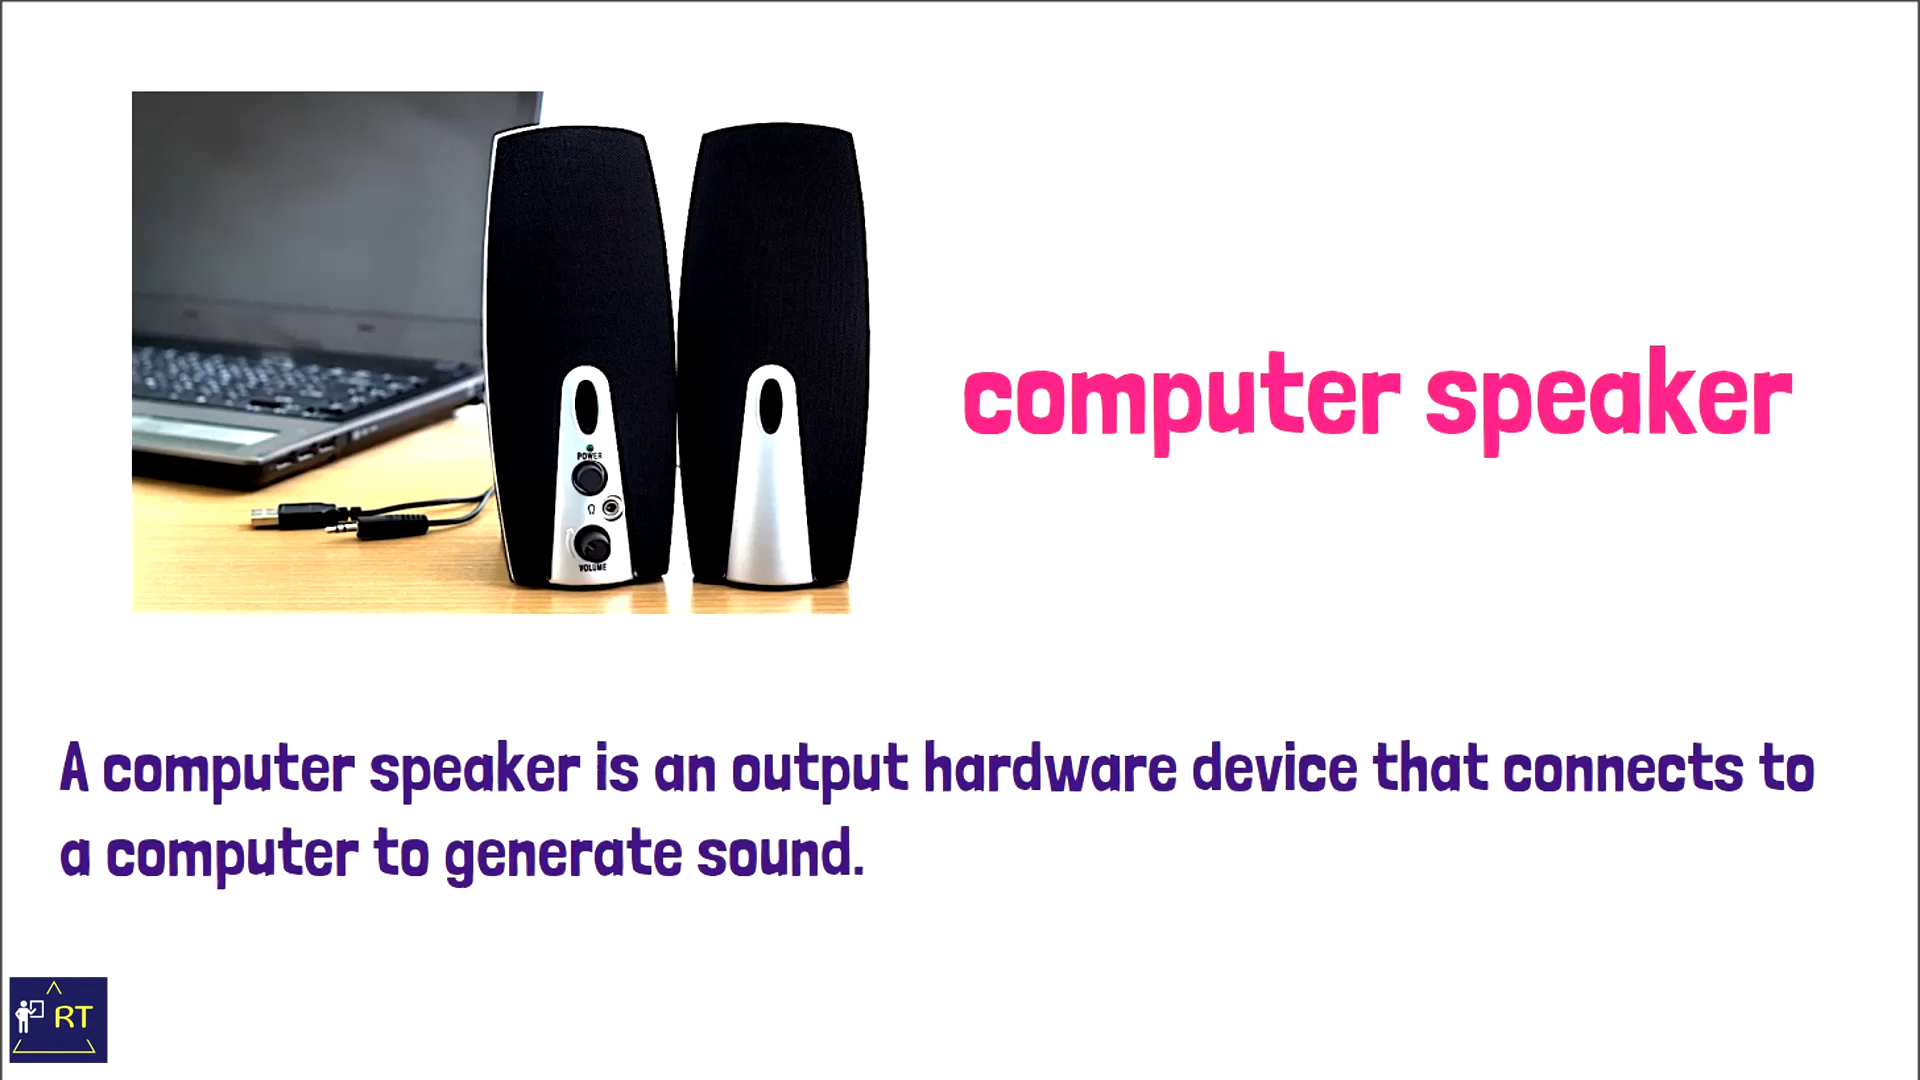 POWER
VOLUME
computer speaker
A computer speaker is an output hardware device that connects to
a computer to generate sound.
RT